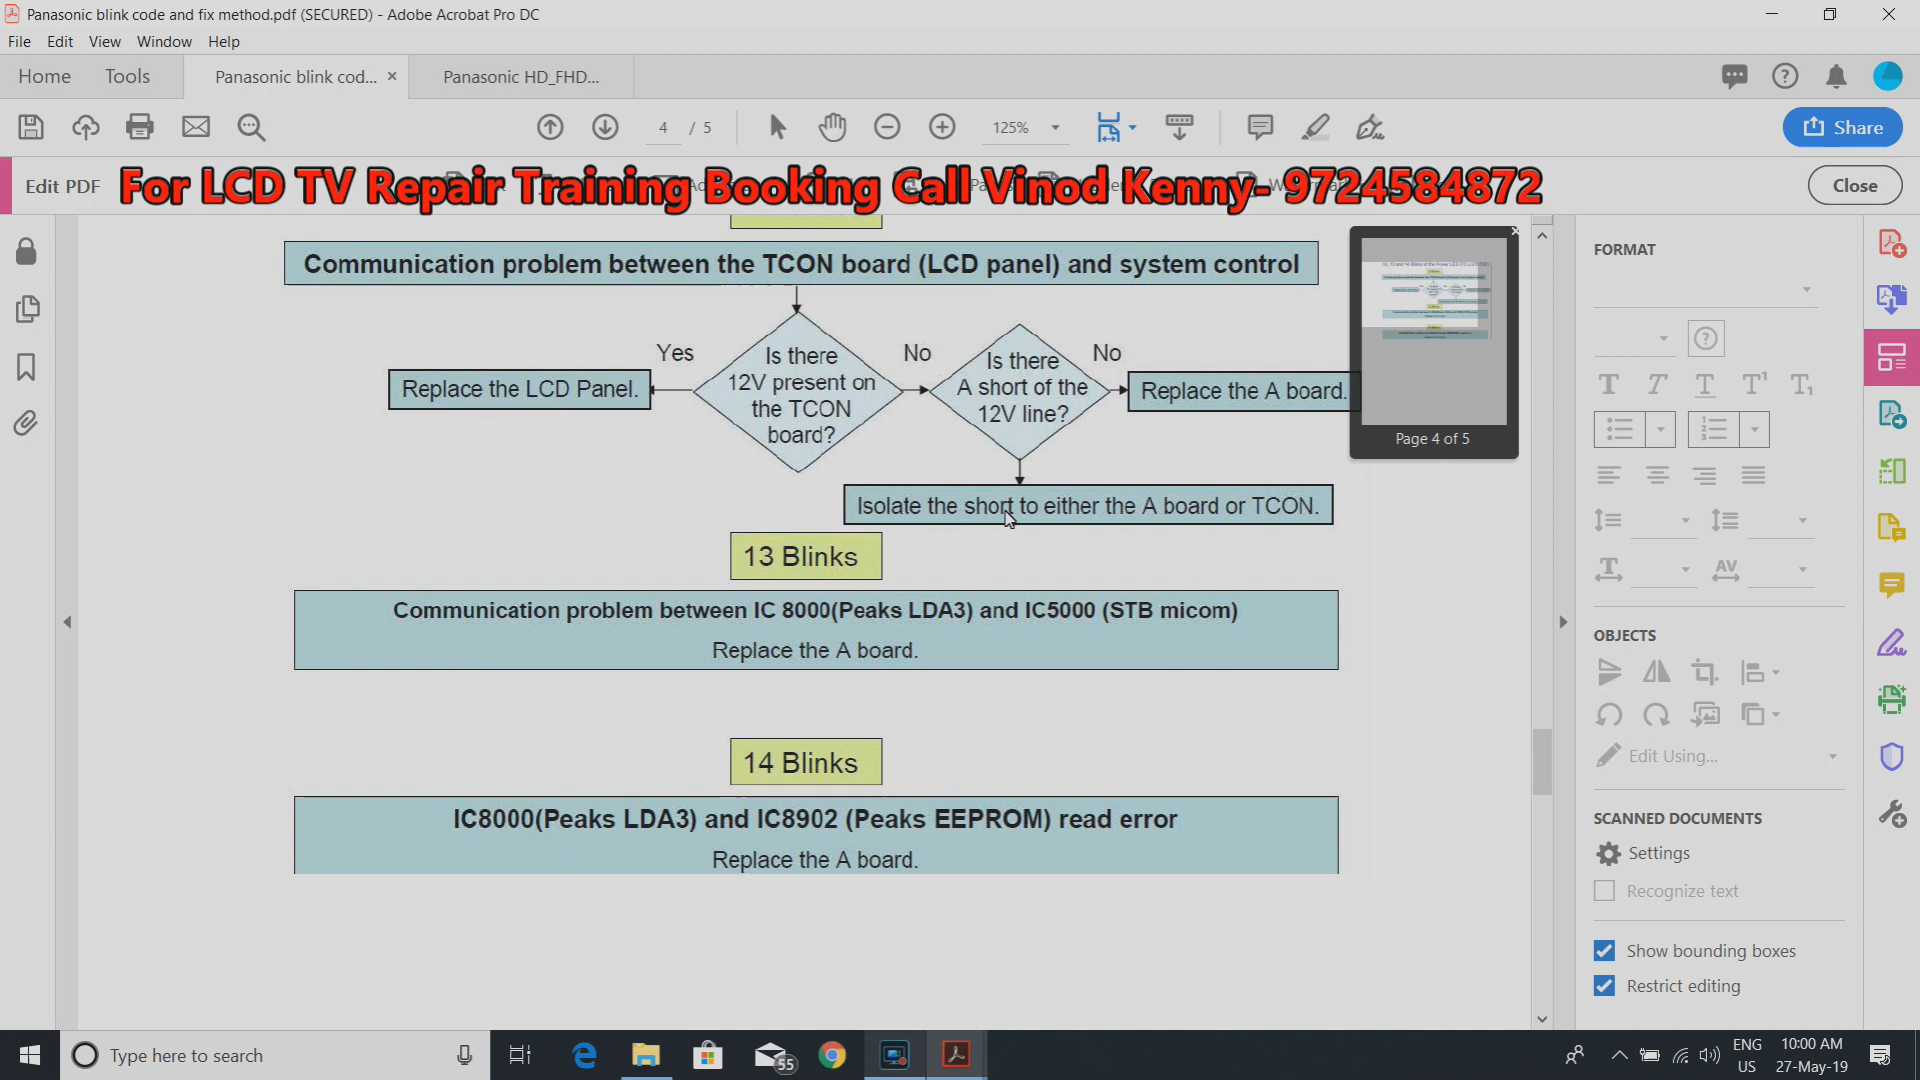 Panasonic blink code and fix method.pdf (SECURED) - Adobe Acrobat Pro DC
File Edit View Window Help
Home Tools Panasonic blink cod... × Panasonic HD_FHD...
4 / 5 125% Share
Edit PDF For LCD TV Repair Training Booking Call Vinod Kenny- 9724584872 Close
Communication problem between the TCON board (LCD panel) and system control
Yes
Is there
12V present on
the TCON
board?
Replace the LCD Panel.
No
Is there
A short of the
12V line?
No
Replace the A board.
Isolate the short to either the A board or TCON.
13 Blinks
Communication problem between IC 8000(Peaks LDA3) and IC5000 (STB micom)
Replace the A board.
14 Blinks
IC8000(Peaks LDA3) and IC8902 (Peaks EEPROM) read error
Replace the A board.
Page 4 of 5
FORMAT
OBJECTS
Edit Using...
SCANNED DOCUMENTS
Settings
Recognize text
Show bounding boxes
Restrict editing
Type here to search
55
ENG
US
10:00 AM
27-May-19